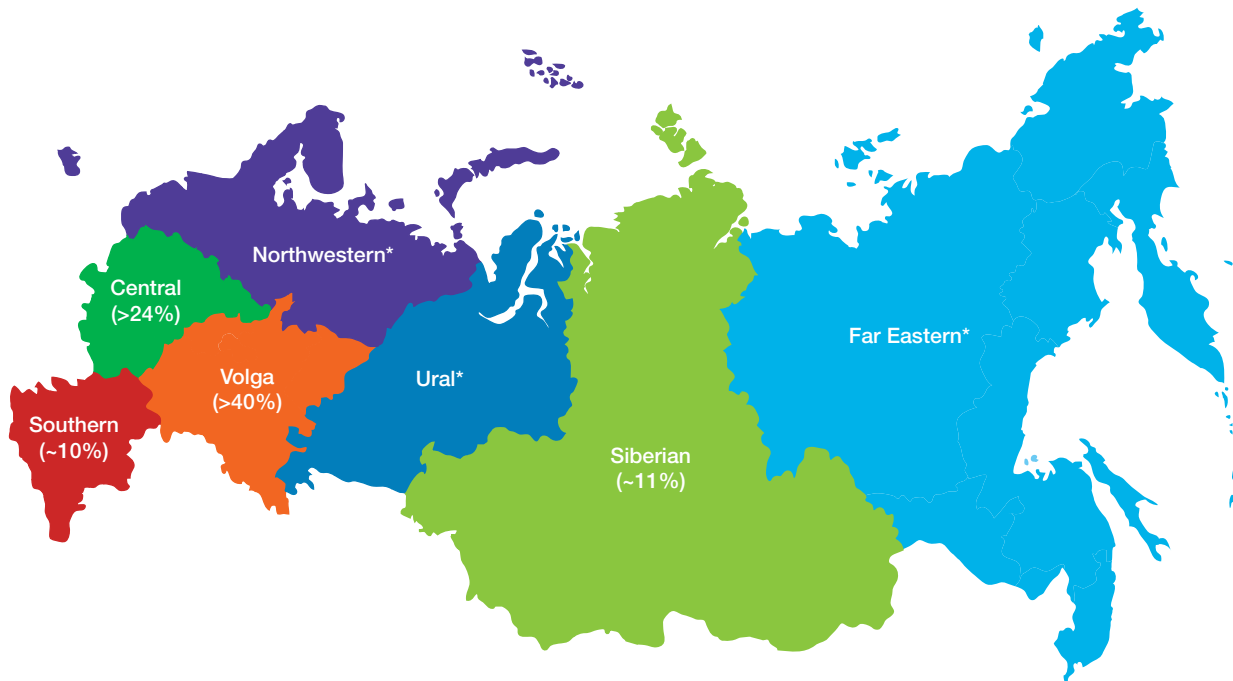 Northwestern*
Central
(>24%)
Far Eastern*
Volga
(>40%)
Ural*
Southern
(~10%)
Siberian
(~11%)